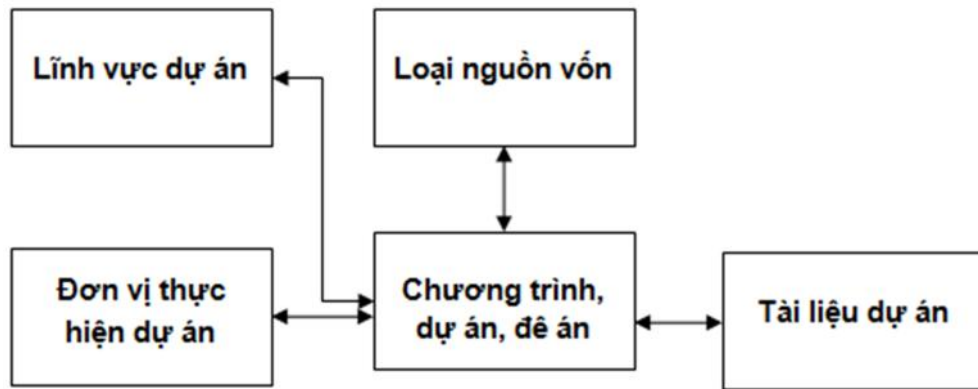 Lĩnh vực dự án
Loại nguồn vốn
Đơn vị thực
hiện dự án
Chương trình,
dự án, đê án
Tài liệu dự án